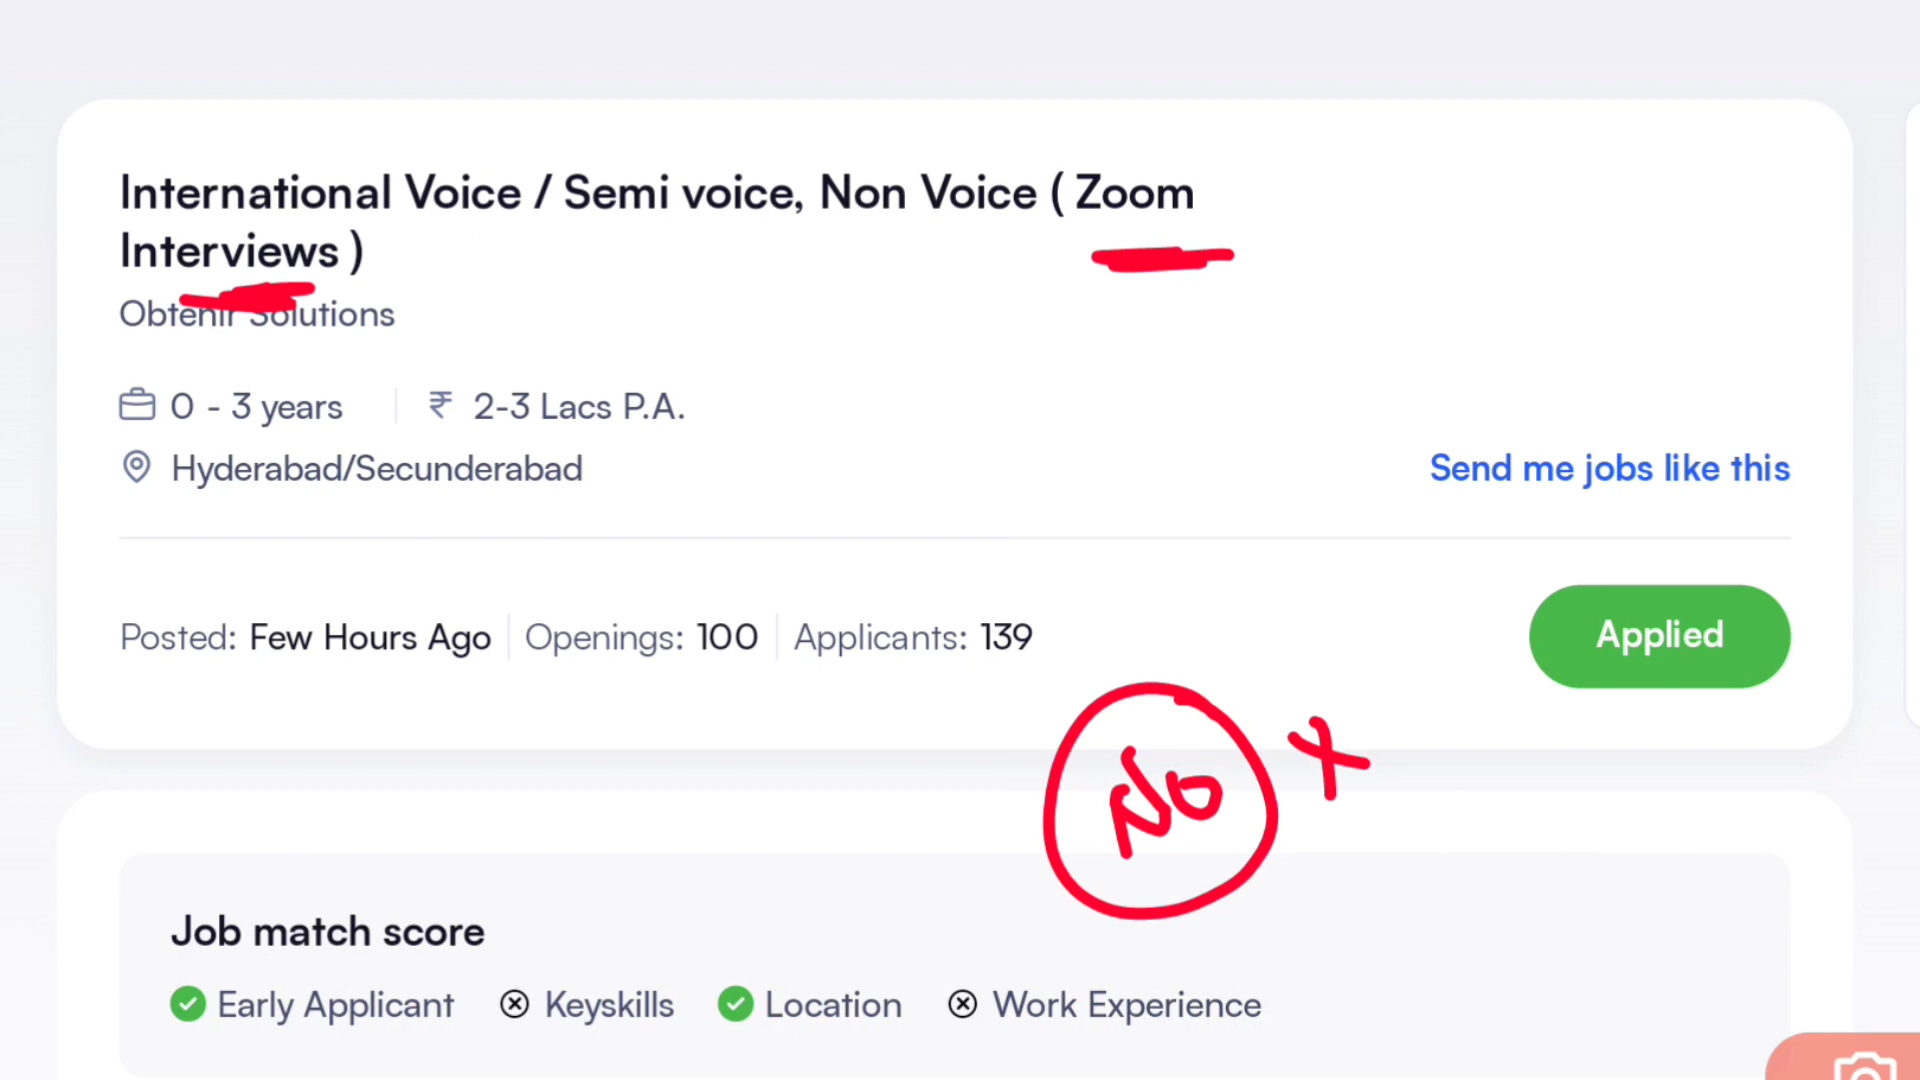 International Voice / Semi voice, Non Voice ( Zoom
Interviews )
Obtenir Solutions
0 - 3 years
₹ 2-3 Lacs P.A.
Hyderabad/Secunderabad
Send me jobs like this
Posted: Few Hours Ago
Openings: 100
Applicants: 139
Applied
No x
Job match score
Early Applicant
Keyskills
Location
Work Experience